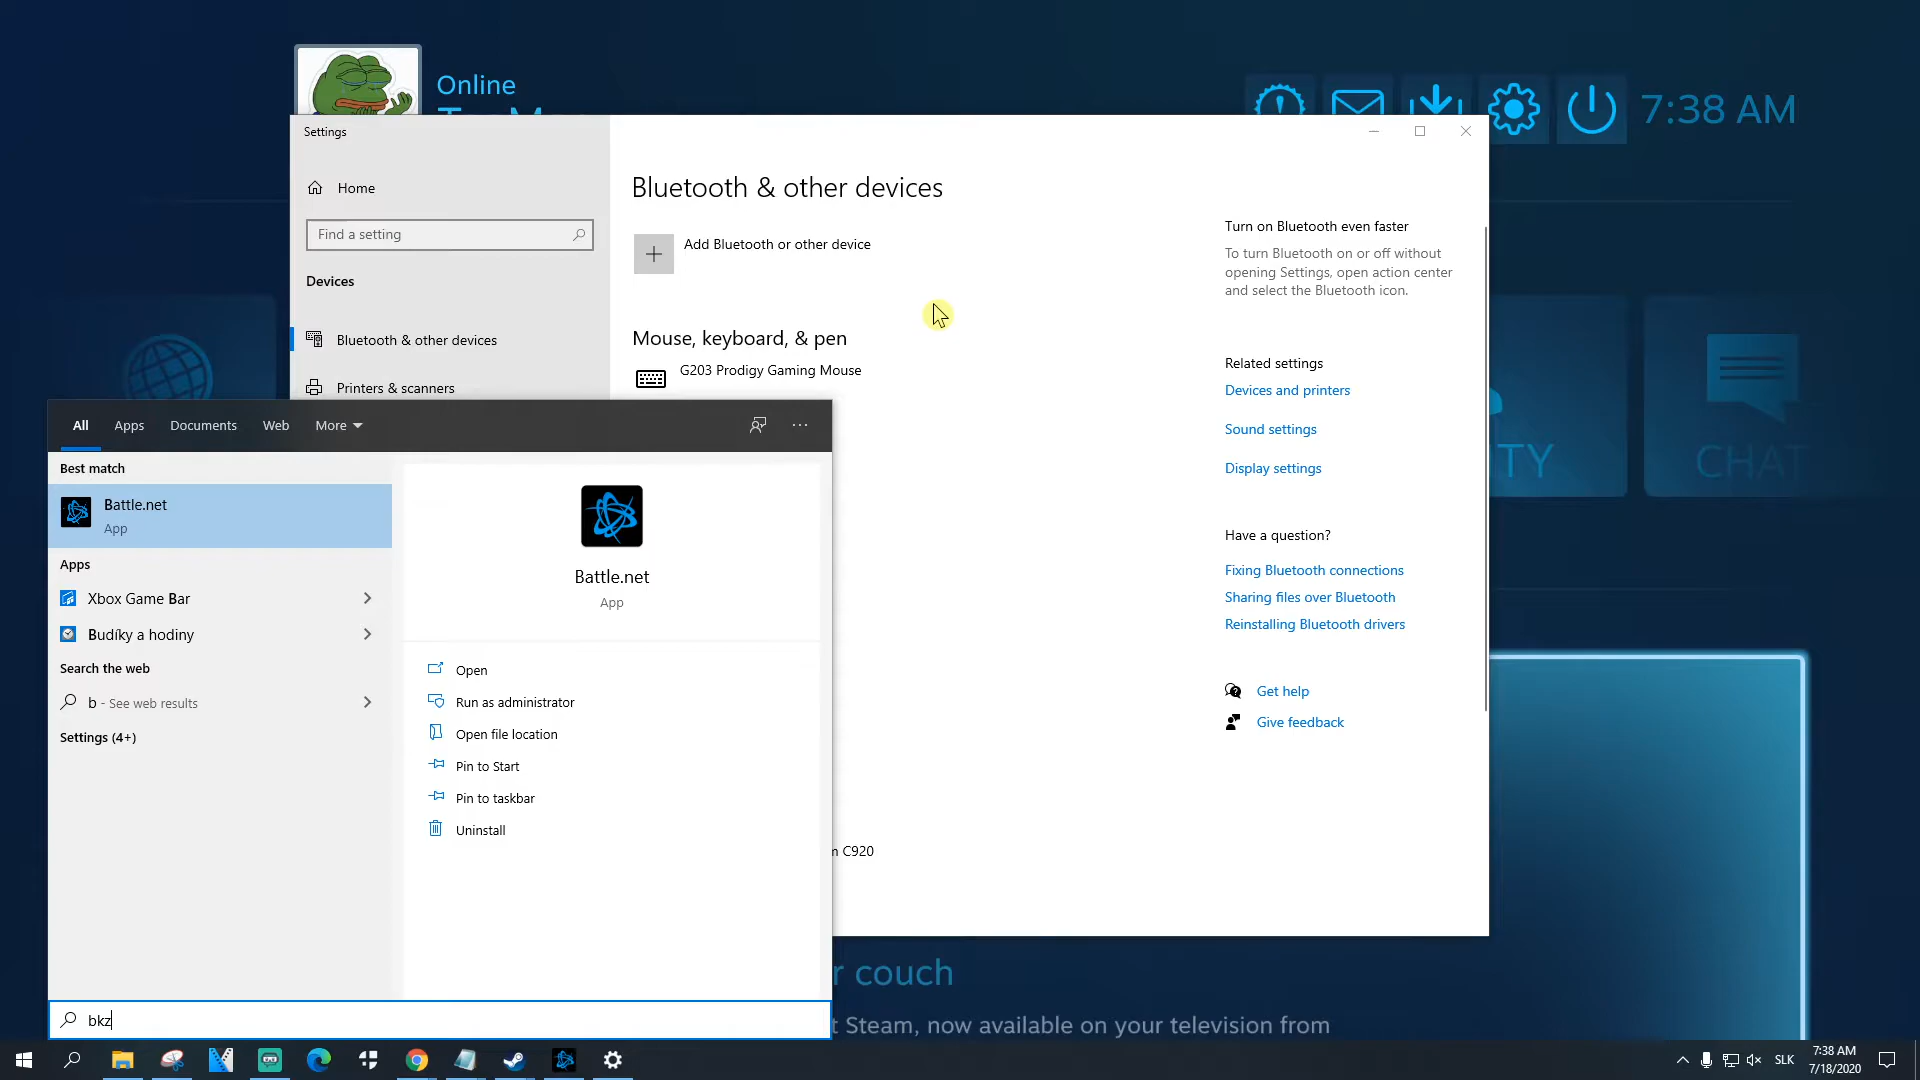 Online
7:38 AM
Settings
Home
Find a setting
Devices
Bluetooth & other devices
Printers & scanners
Bluetooth & other devices
Add Bluetooth or other device
Mouse, keyboard, & pen
G203 Prodigy Gaming Mouse
C920
Turn on Bluetooth even faster
To turn Bluetooth on or off without
opening Settings, open action center
and select the Bluetooth icon.
Related settings
Devices and printers
Sound settings
Display settings
Have a question?
Fixing Bluetooth connections
Sharing files over Bluetooth
Reinstalling Bluetooth drivers
Get help
Give feedback
TY
CHAT
All
Apps
Documents
Web
More
Best match
Battle.net
App
Apps
Xbox Game Bar
Budíky a hodiny
Search the web
b - See web results
Settings (4+)
Battle.net
App
Open
Run as administrator
Open file location
Pin to Start
Pin to taskbar
Uninstall
bkz
r couch
t Steam, now available on your television from
SLK
7:38 AM
7/18/2020